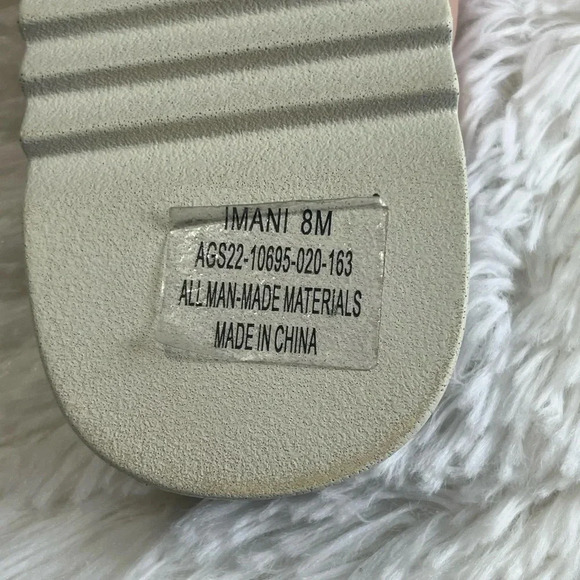 IMANI 8M
AGS22-10695-020-163
ALL MAN-MADE MATERIALS
MADE IN CHINA